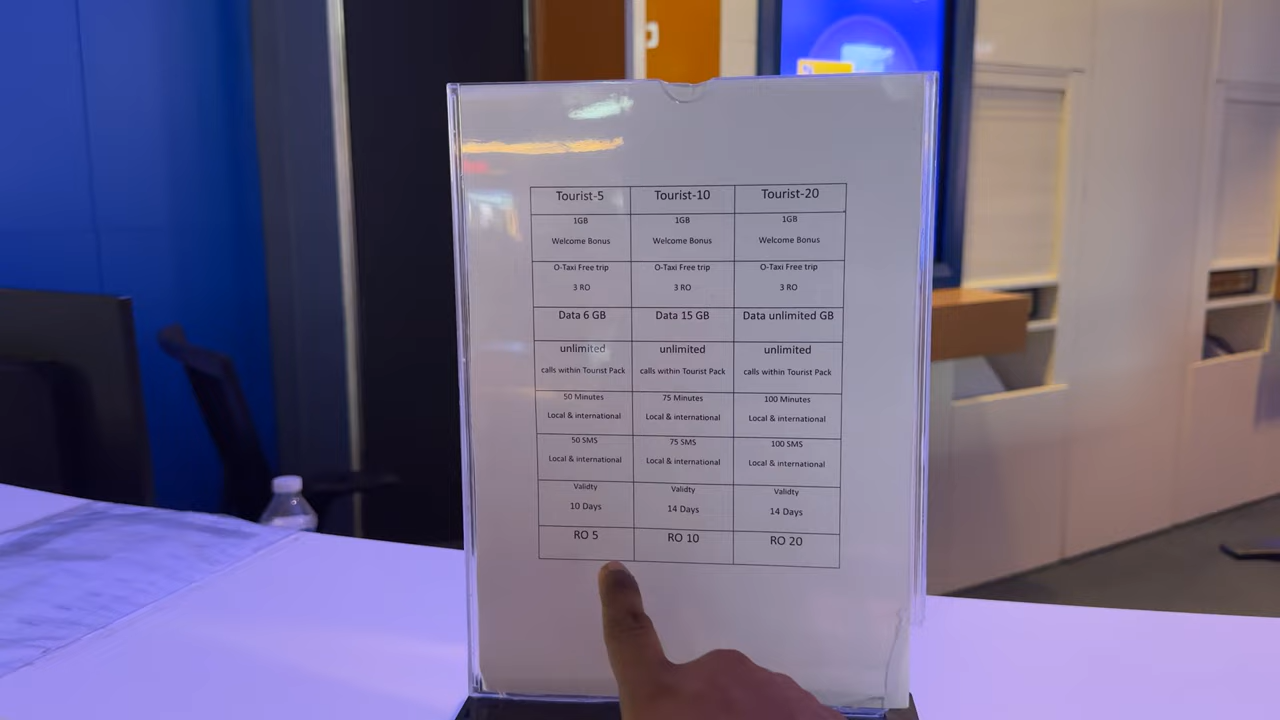 Tourist-5 Tourist-10 Tourist-20
1GB 1GB 1GB
Welcome Bonus Welcome Bonus Welcome Bonus
O-Taxi Free trip O-Taxi Free trip O-Taxi Free trip
3 RO 3 RO 3 RO
Data 6 GB Data 15 GB Data unlimited GB
unlimited unlimited unlimited
calls within Tourist Pack calls within Tourist Pack calls within Tourist Pack
50 Minutes 75 Minutes 100 Minutes
Local & international Local & international Local & international
50 SMS 75 SMS 100 SMS
Local & international Local & international Local & international
Validty Validty Validty
10 Days 14 Days 14 Days
RO 5 RO 10 RO 20